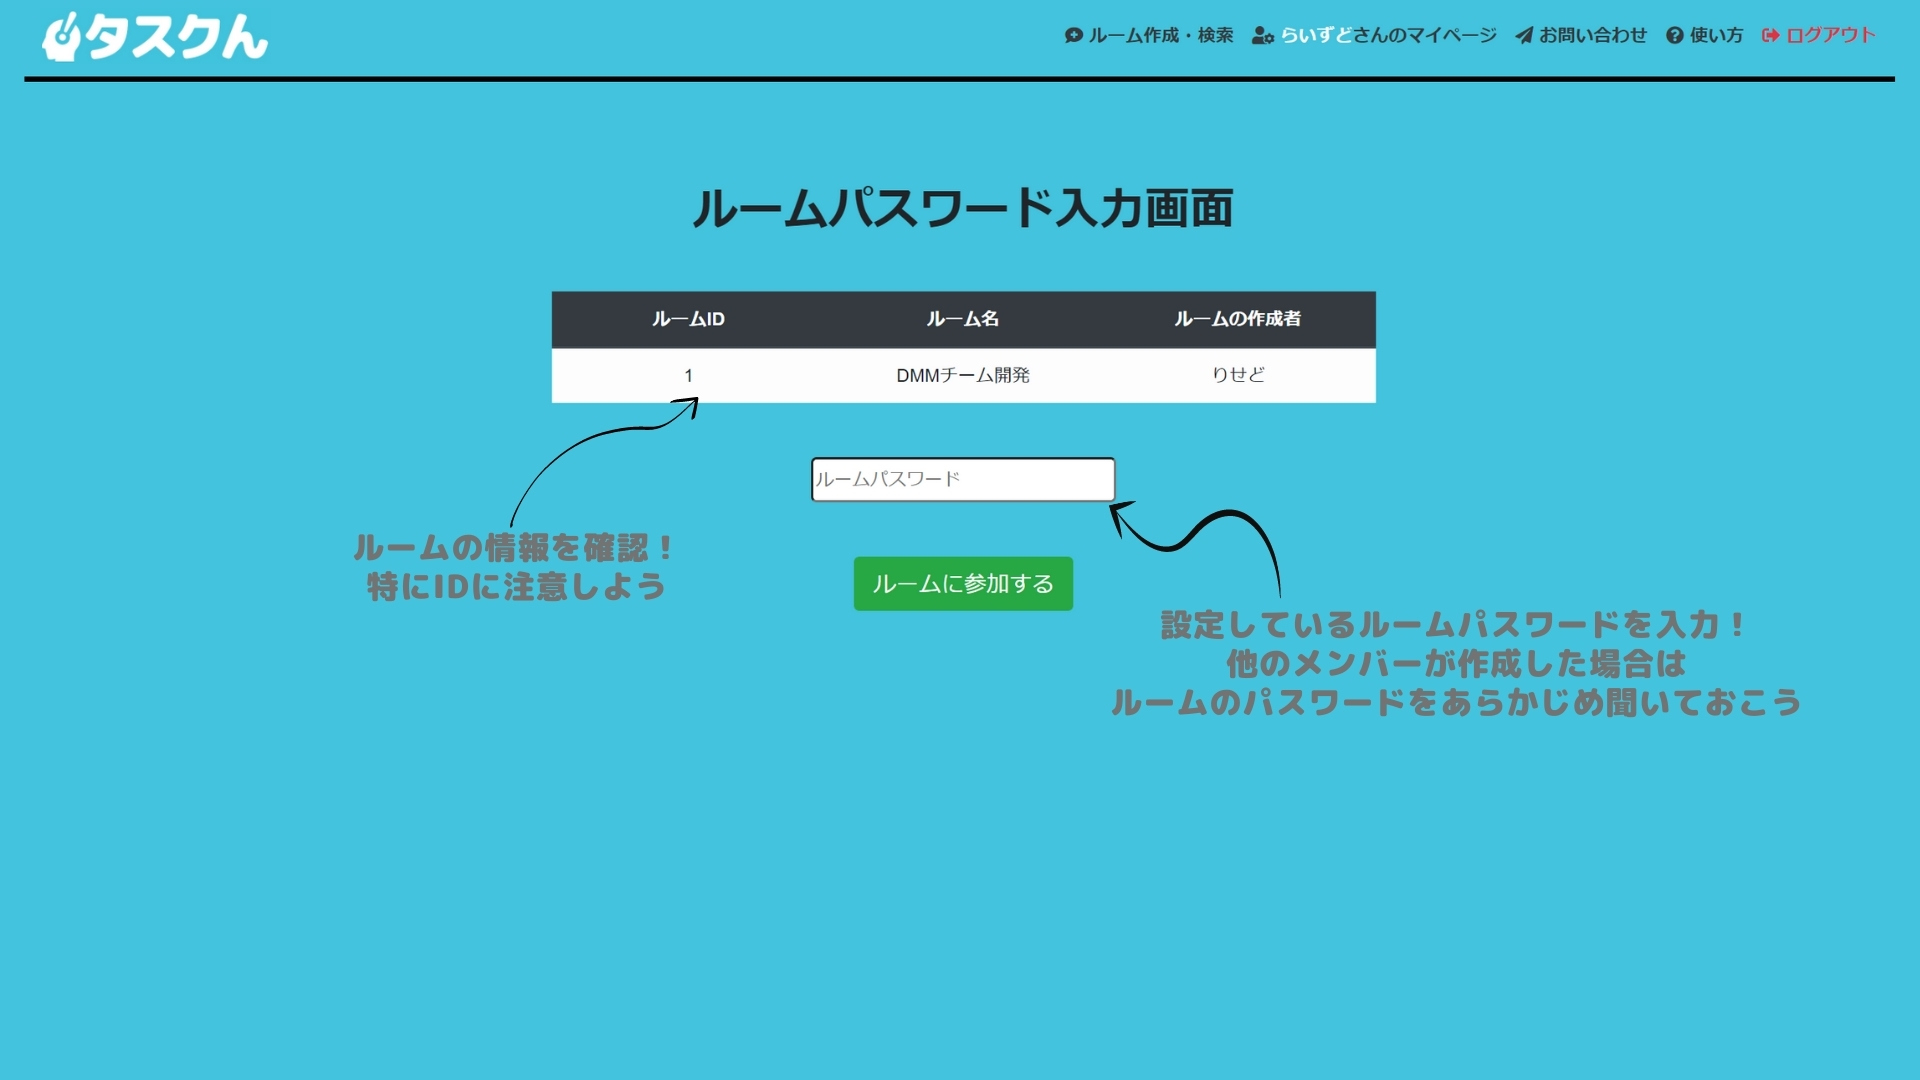 タスクん
ルーム作成・検索 らいずどさんのマイページ お問い合わせ 使い方 ログアウト
ルームパスワード入力画面
ルームID ルーム名 ルームの作成者
1 DMMチーム開発 りせど
ルームパスワード
ルームの情報を確認！
特にIDに注意しよう
ルームに参加する
設定しているルームパスワードを入力！
他のメンバーが作成した場合は
ルームのパスワードをあらかじめ聞いておこう